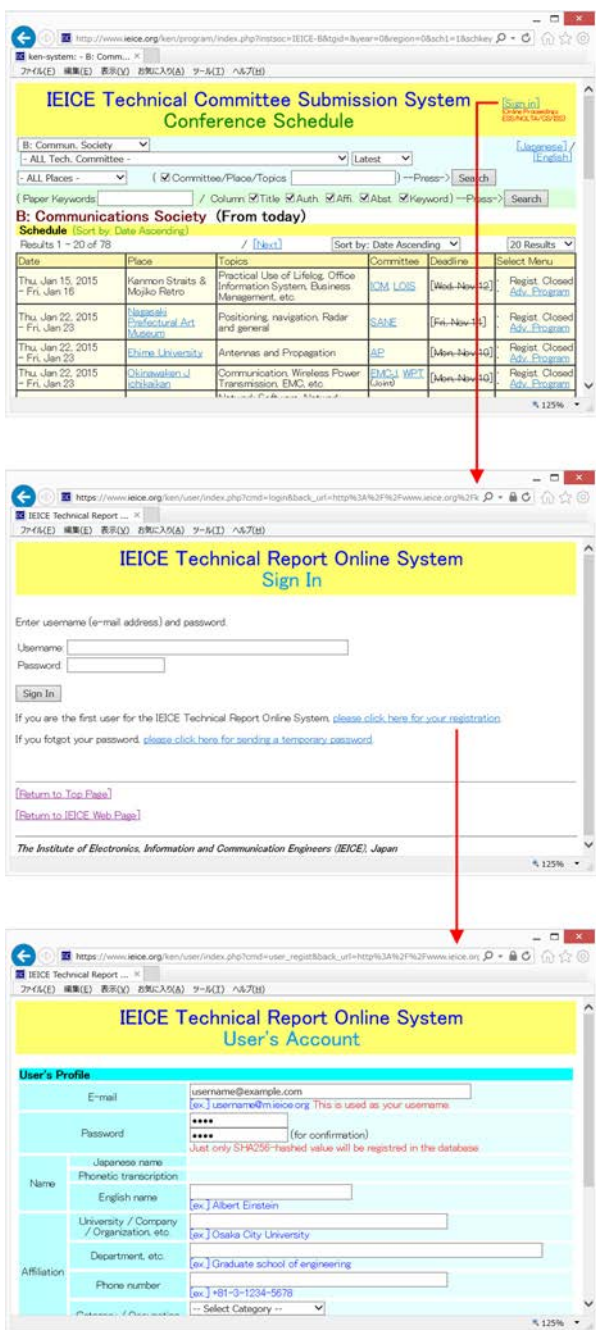 http://www.ieice.org/ken/program/index.php?instsoc=IEICE-B&tgid=&year=0&region=0&sch1=1&schkey
ken-system: - B: Comm...
ファイル(F) 編集(E) 表示(V) お気に入り(A) ツール(T) ヘルプ(H)
IEICE Technical Committee Submission System
Conference Schedule
[Sign in]
Online Proceedings
[Japanese] /
[English]
B: Commun. Society
- ALL Tech. Committee - Latest
- ALL Places - ( Committee/Place/Topics ) --Press-> Search
(Paper Keywords: / Column: Title Auth. Affi. Abst. Keyword) --Press-> Search
B: Communications Society (From today)
Schedule (Sort by: Date Ascending)
Results 1 - 20 of 78 / [Next] Sort by: Date Ascending 20 Results
Date Place Topics Committee Deadline Select Menu
Thu, Jan 15, 2015 - Fri, Jan 16 Kanmon Straits & Mojiko Retro Practical Use of Lifelog, Office Information System, Business Management, etc. ICM, LOIS [Wed, Nov 12] Regist. Closed Adv. Program
Thu, Jan 22, 2015 - Fri, Jan 23 Nagasaki Prefectural Art Museum Positioning, navigation, Radar and general SANE [Fri, Nov 14] Regist. Closed Adv. Program
Thu, Jan 22, 2015 - Fri, Jan 23 Ehime University Antennas and Propagation AP [Mon, Nov 10] Regist. Closed Adv. Program
Thu, Jan 22, 2015 - Fri, Jan 23 Okinawaken J ichikaikan Communication, Wireless Power Transmission, EMC, etc. EMCJ, WPT (Joint) [Mon, Nov 10] Regist. Closed Adv. Program
125%
https://www.ieice.org/ken/user/index.php?cmd=login&back_url=http%3A%2F%2Fwww.ieice.org%2Fk
IEICE Technical Report ...
ファイル(F) 編集(E) 表示(V) お気に入り(A) ツール(T) ヘルプ(H)
IEICE Technical Report Online System
Sign In
Enter username (e-mail address) and password.
Username:
Password:
Sign In
If you are the first user for the IEICE Technical Report Online System, please click here for your registration.
If you fotgot your password, please click here for sending a temporary password.
[Return to Top Page]
[Return to IEICE Web Page]
The Institute of Electronics, Information and Communication Engineers (IEICE), Japan
125%
https://www.ieice.org/ken/user/index.php?cmd=user_regist&back_url=http%3A%2F%2Fwww.ieice.org
IEICE Technical Report ...
ファイル(F) 編集(E) 表示(V) お気に入り(A) ツール(T) ヘルプ(H)
IEICE Technical Report Online System
User's Account
User's Profile
E-mail username@example.com
[ex.] username@m.ieice.org This is used as your username.
Password ••••
•••• (for confirmation)
Just only SHA256-hashed value will be registred in the database
Name
Japanese name
Phonetic transcription
English name
[ex.] Albert Einstein
Affiliation
University / Company / Organization, etc.
[ex.] Osaka City University
Department, etc.
[ex.] Graduate school of engineering
Phone number
[ex.] +81-3-1234-5678
Category / Occupation -- Select Category --
125%